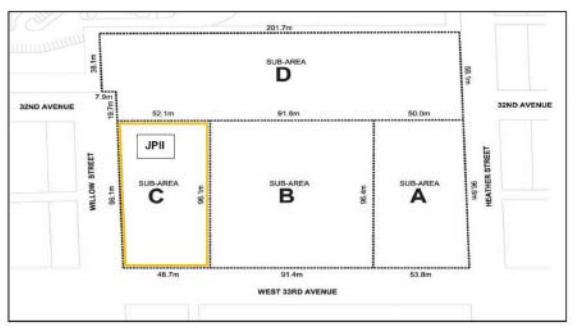 201.7m
38.1m
SUB-AREA
D
7.9m
19.7m
32ND AVENUE
32ND AVENUE
52.1m
91.6m
50.0m
JPII
WILLOW STREET
96.1m
SUB-AREA
C
96.1m
SUB-AREA
B
96.4m
SUB-AREA
A
HEATHER STREET
48.7m
91.4m
53.8m
WEST 33RD AVENUE